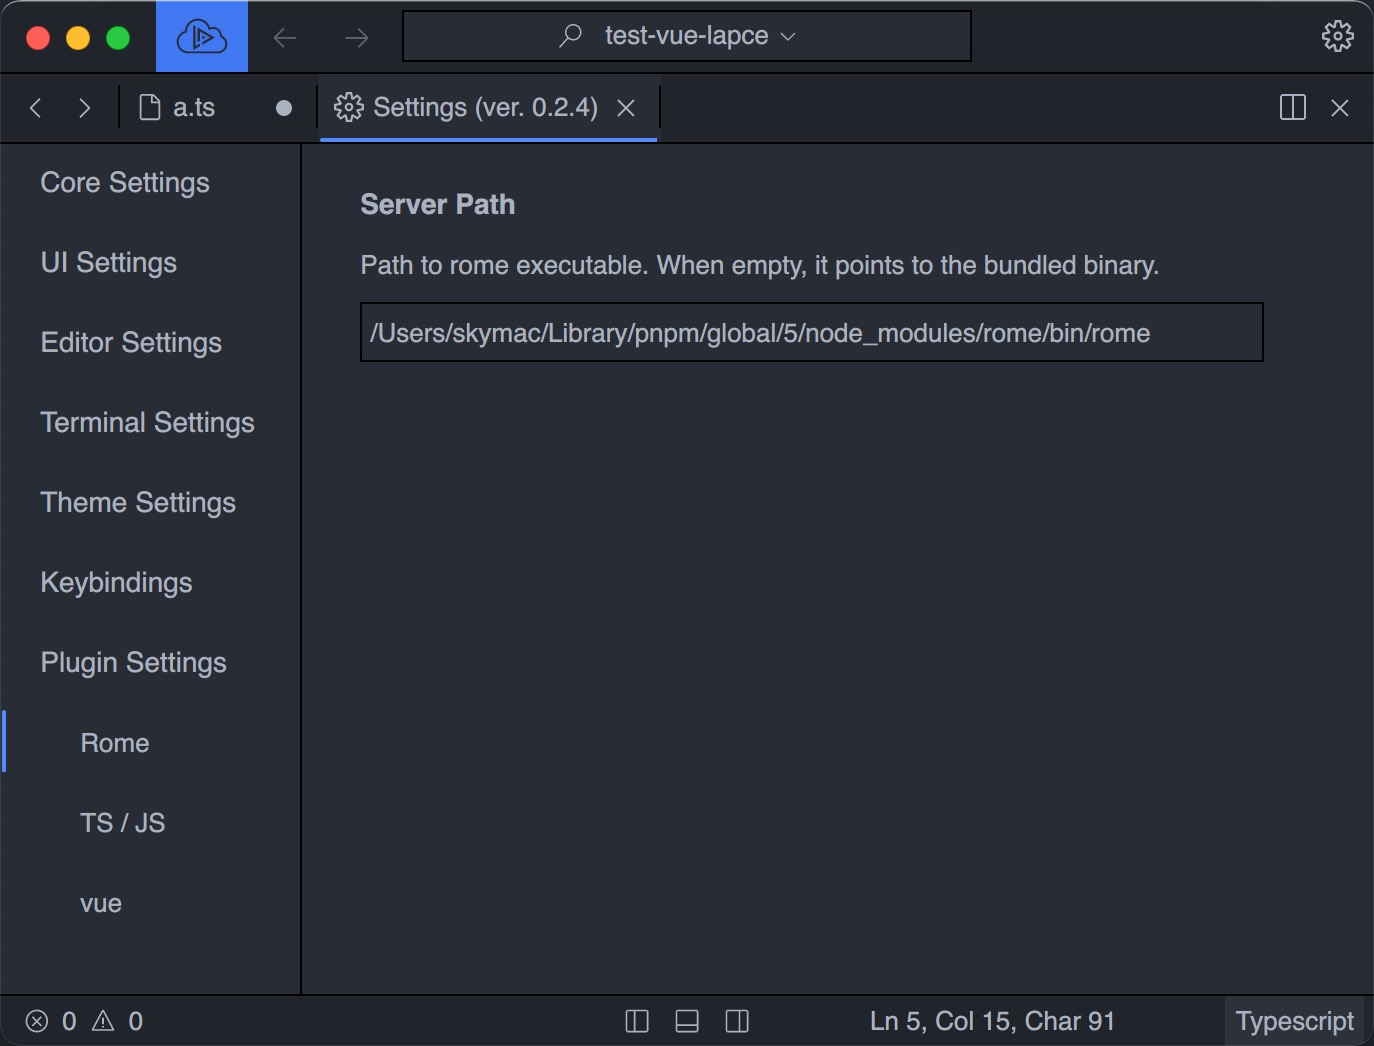 test-vue-lapce
a.ts
Settings (ver. 0.2.4)
Core Settings
UI Settings
Editor Settings
Terminal Settings
Theme Settings
Keybindings
Plugin Settings
Rome
TS / JS
vue
Server Path
Path to rome executable. When empty, it points to the bundled binary.
/Users/skymac/Library/pnpm/global/5/node_modules/rome/bin/rome
0 0
Ln 5, Col 15, Char 91
Typescript